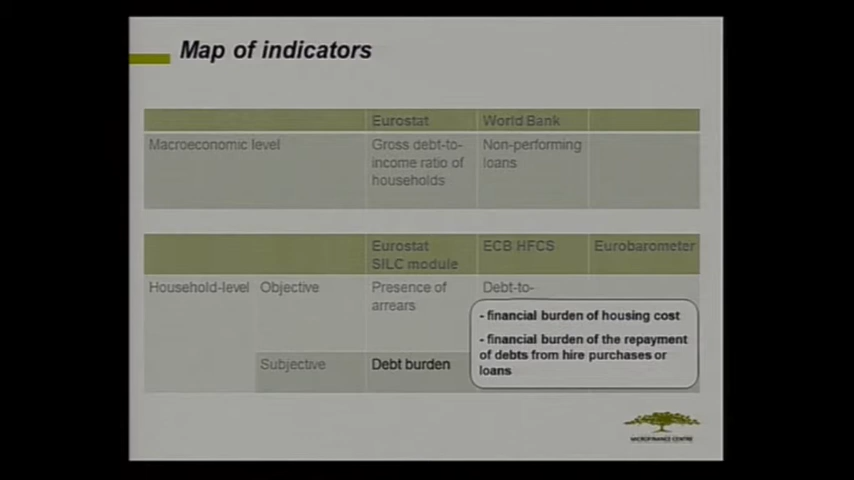 Map of indicators
Eurostat
World Bank
Macroeconomic level
Gross debt-to-
income ratio of
households
Non-performing
loans
Eurostat
SILC module
ECB HFCS
Eurobarometer
Household-level
Objective
Presence of
arrears
Debt-to-
- financial burden of housing cost
- financial burden of the repayment
of debts from hire purchases or
loans
Subjective
Debt burden
MICROFINANCE CENTRE